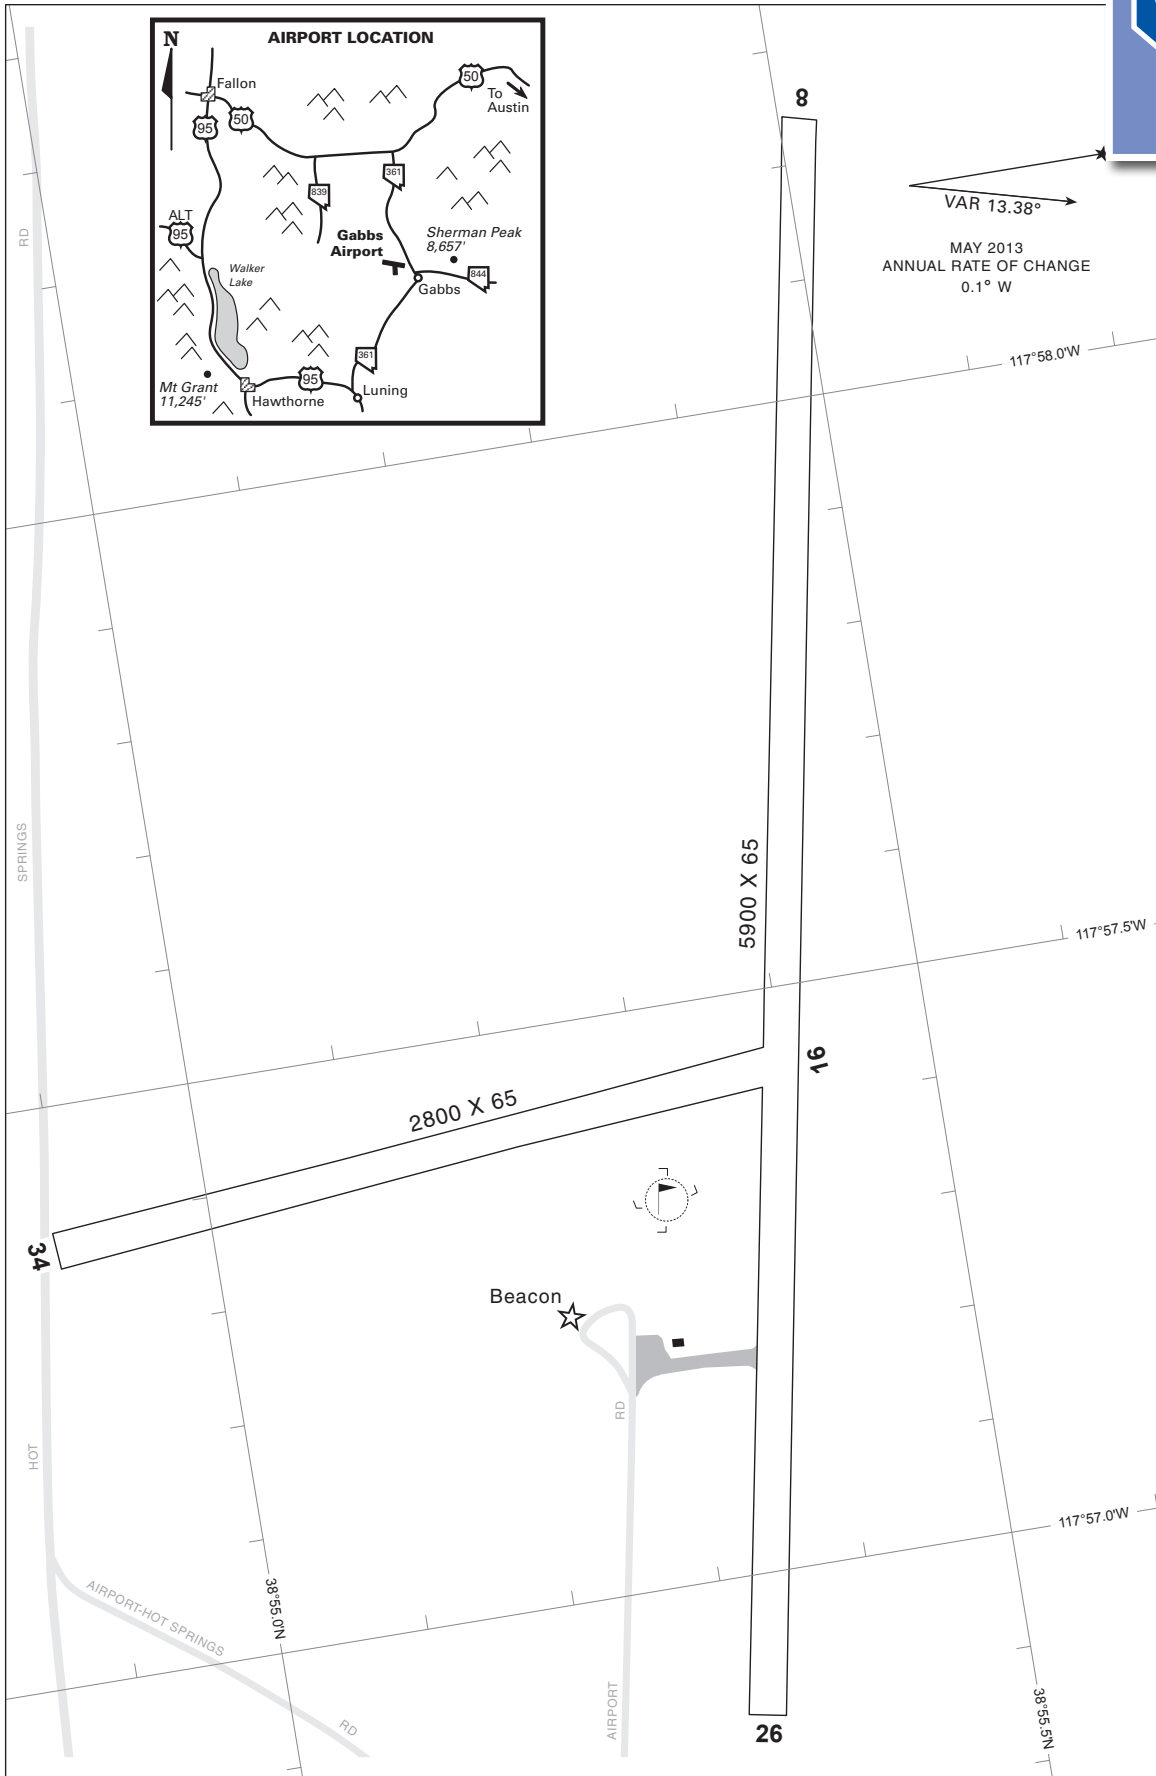 AIRPORT LOCATION
N
Fallon
50
To
Austin
95
50
361
839
ALT
95
Gabbs
Airport
Sherman Peak
8,657'
844
Gabbs
Walker
Lake
361
95
Mt Grant
11,245'
Hawthorne
Luning
8
VAR 13.38°
MAY 2013
ANNUAL RATE OF CHANGE
0.1° W
RD
117°58.0'W
SPRINGS
5900 X 65
117°57.5'W
16
2800 X 65
34
Beacon
RD
HOT
117°57.0'W
38°55.0'N
AIRPORT-HOT SPRINGS
RD
AIRPORT
38°55.5'N
26